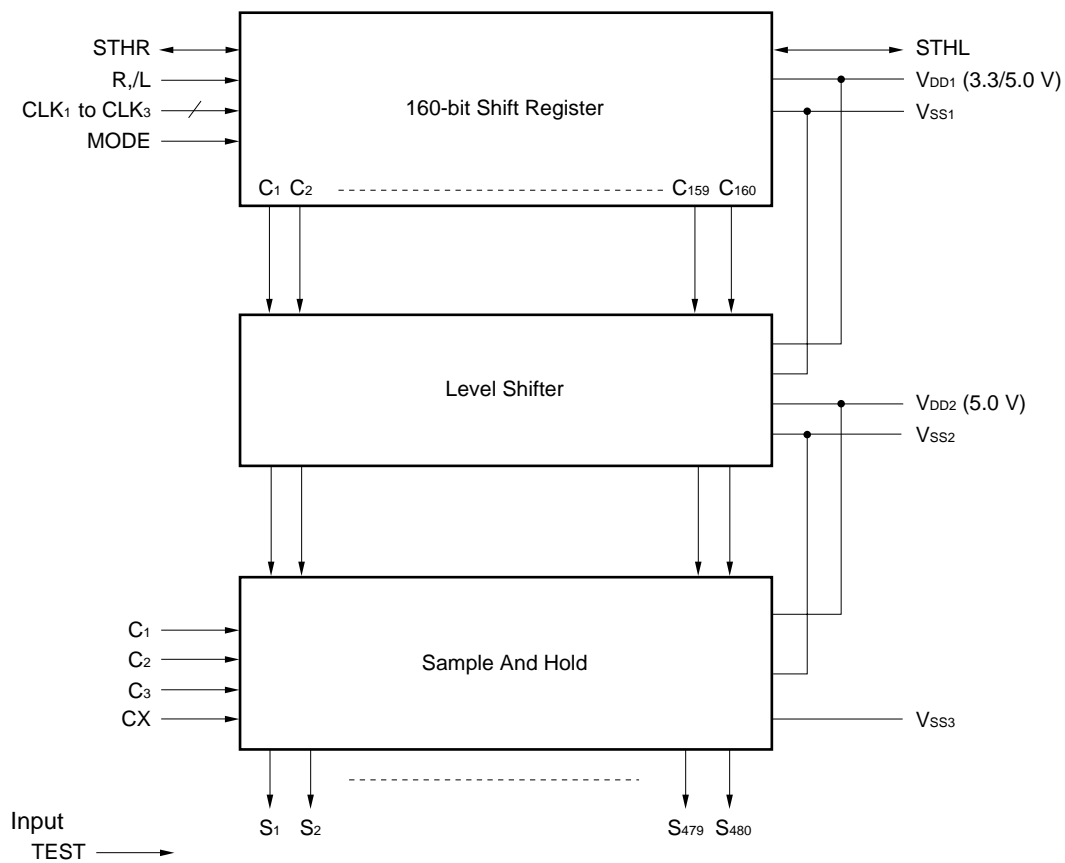 STHR
STHL
R,/L
VDD1 (3.3/5.0 V)
CLK1 to CLK3
160-bit Shift Register
VSS1
MODE
C1 C2 C159 C160
Level Shifter
VDD2 (5.0 V)
VSS2
C1
C2
Sample And Hold
C3
CX
VSS3
S1 S2 S479 S480
Input
TEST